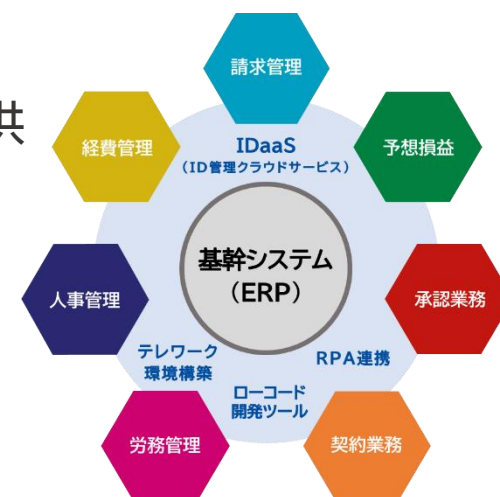 供
請求管理
経費管理
IDaaS
(ID管理クラウドサービス)
予想損益
基幹システム
(ERP)
人事管理
承認業務
テレワーク
環境構築
RPA連携
ローコード
開発ツール
労務管理
契約業務